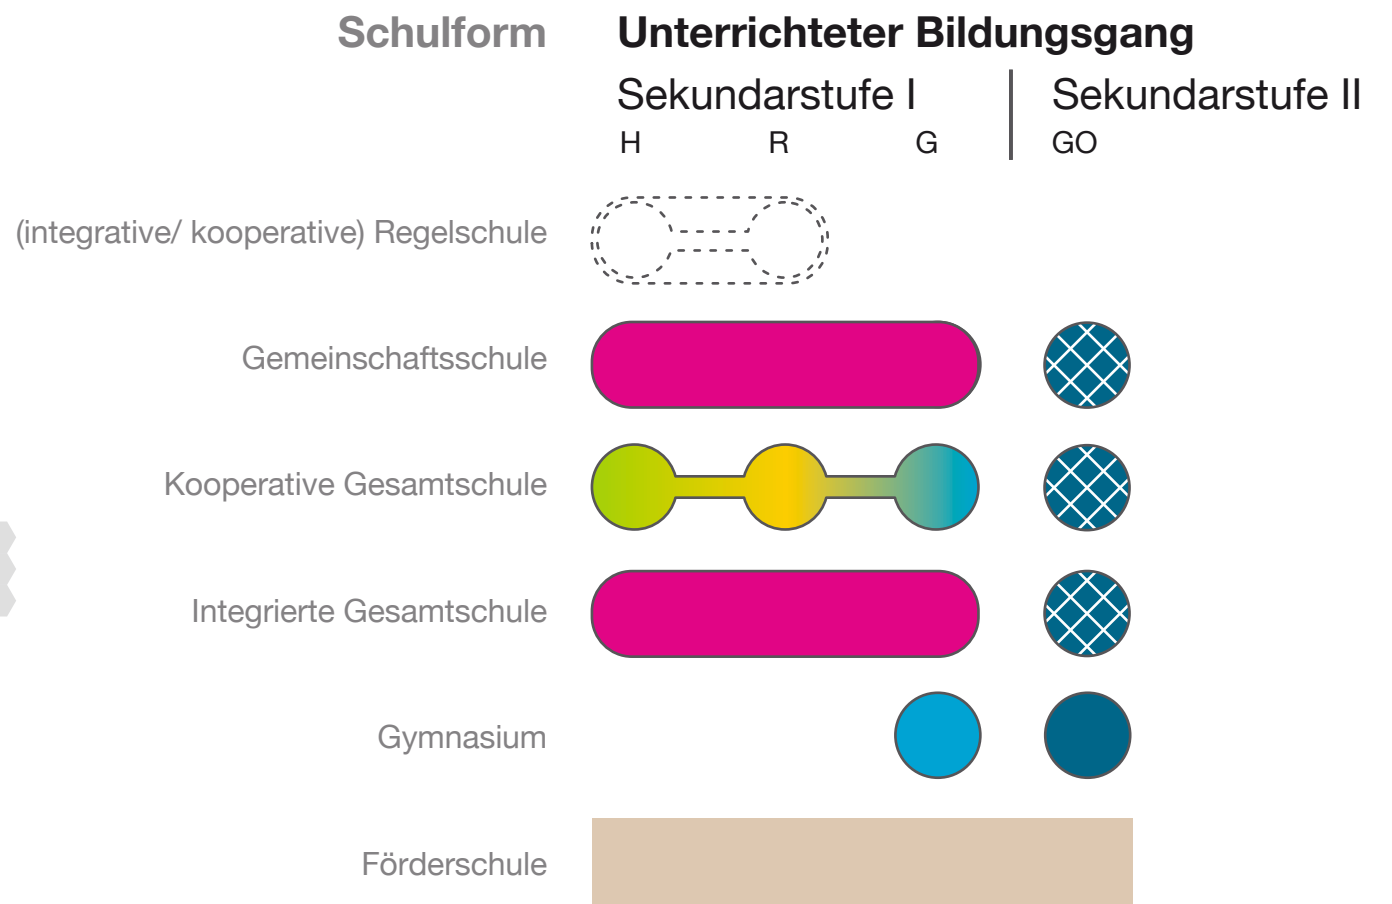 Schulform Unterrichteter Bildungsgang
Sekundarstufe I Sekundarstufe II
H R G GO
(integrative/ kooperative) Regelschule
Gemeinschaftsschule
Kooperative Gesamtschule
Integrierte Gesamtschule
Gymnasium
Förderschule